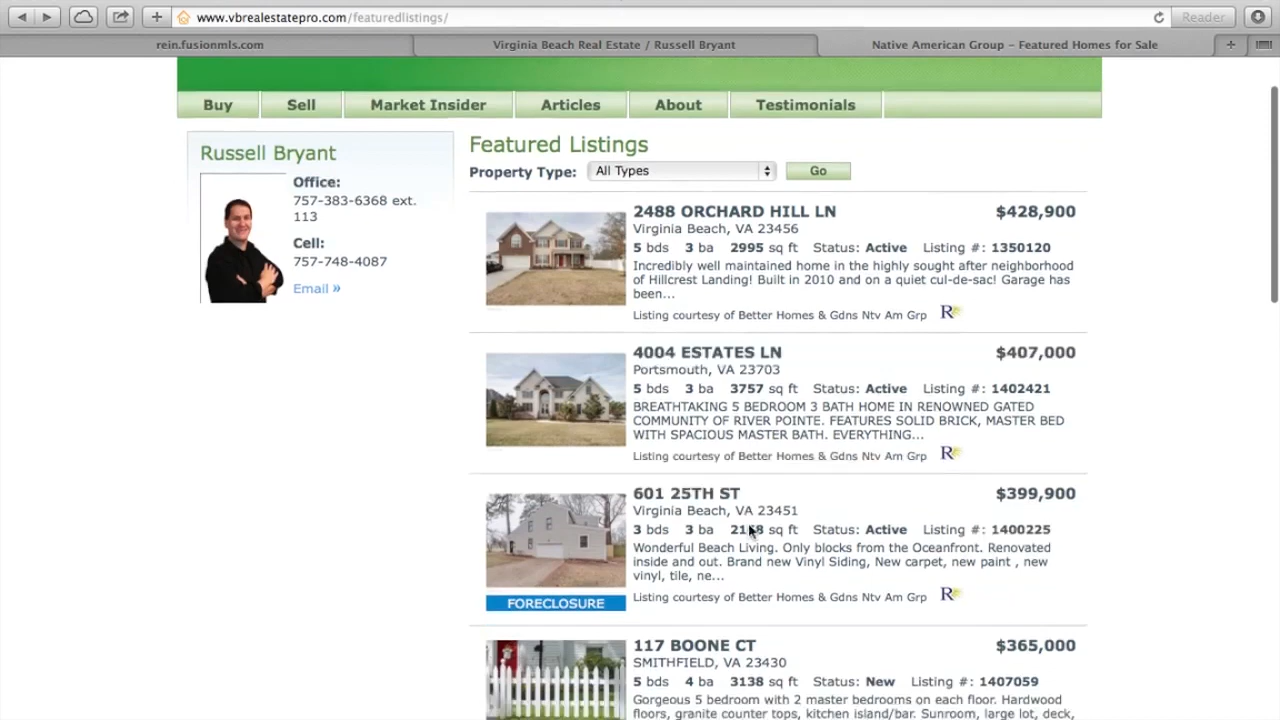 www.vbrealestatepro.com/featuredlistings/
Reader
rein.fusionmls.com
Virginia Beach Real Estate / Russell Bryant
Native American Group – Featured Homes for Sale
Buy
Sell
Market Insider
Articles
About
Testimonials
Russell Bryant
Office:
757-383-6368 ext.
113
Cell:
757-748-4087
Email »
Featured Listings
Property Type:
All Types
Go
2488 ORCHARD HILL LN
$428,900
Virginia Beach, VA 23456
5 bds 3 ba 2995 sq ft Status: Active Listing #: 1350120
Incredibly well maintained home in the highly sought after neighborhood
of Hillcrest Landing! Built in 2010 and on a quiet cul-de-sac! Garage has
been...
Listing courtesy of Better Homes & Gdns Ntv Am Grp
R
4004 ESTATES LN
$407,000
Portsmouth, VA 23703
5 bds 3 ba 3757 sq ft Status: Active Listing #: 1402421
BREATHTAKING 5 BEDROOM 3 BATH HOME IN RENOWNED GATED
COMMUNITY OF RIVER POINTE. FEATURES SOLID BRICK, MASTER BED
WITH SPACIOUS MASTER BATH. EVERYTHING...
Listing courtesy of Better Homes & Gdns Ntv Am Grp
R
601 25TH ST
$399,900
Virginia Beach, VA 23451
3 bds 3 ba sq ft Status: Active Listing #: 1400225
Wonderful Beach Living. Only blocks from the Oceanfront. Renovated
inside and out. Brand new Vinyl Siding, New carpet, new paint , new
vinyl, tile, ne...
FORECLOSURE
Listing courtesy of Better Homes & Gdns Ntv Am Grp
R
117 BOONE CT
$365,000
SMITHFIELD, VA 23430
5 bds 4 ba 3138 sq ft Status: New Listing #: 1407059
Gorgeous 5 bedroom with 2 master bedrooms on each floor. Hardwood
floors, granite counter tops, kitchen island/bar. Sunroom, large lot, deck,